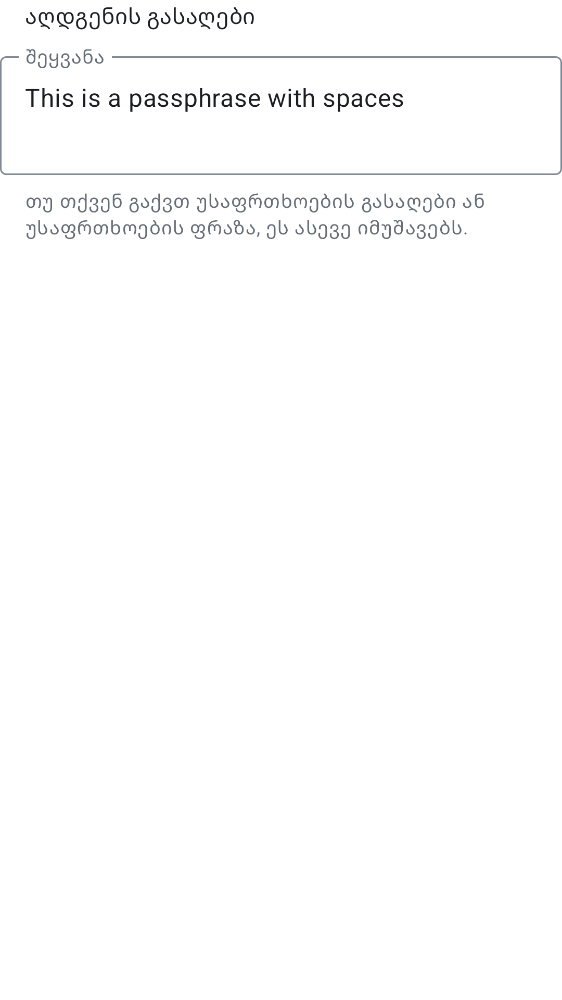 აღდგენის გასაღები
შეყვანა
This is a passphrase with spaces
თუ თქვენ გაქვთ უსაფრთხოების გასაღები ან
უსაფრთხოების ფრაზა, ეს ასევე იმუშავებს.